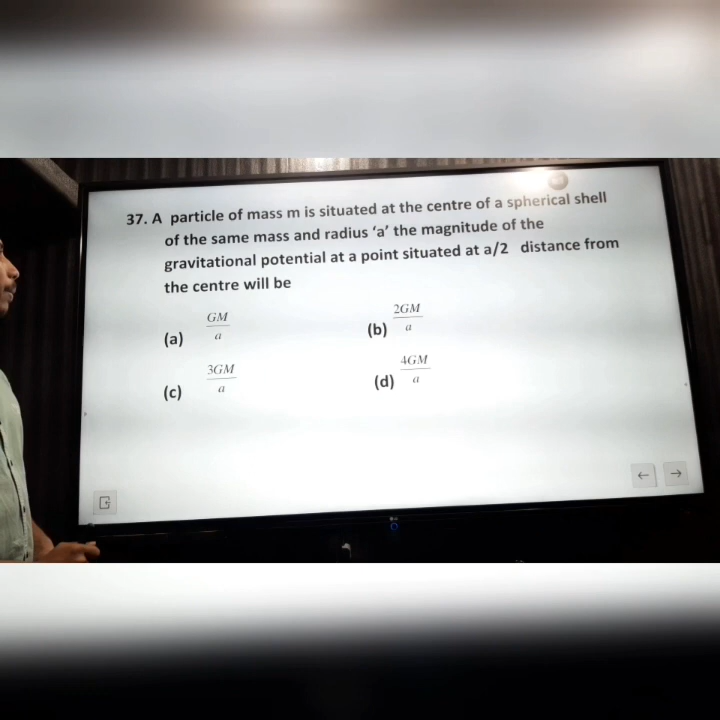 37. A particle of mass m is situated at the centre of a spherical shell
of the same mass and radius ‘a’ the magnitude of the
gravitational potential at a point situated at a/2 distance from
the centre will be
(a) GM/a (b) 2GM/a
(c) 3GM/a (d) 4GM/a